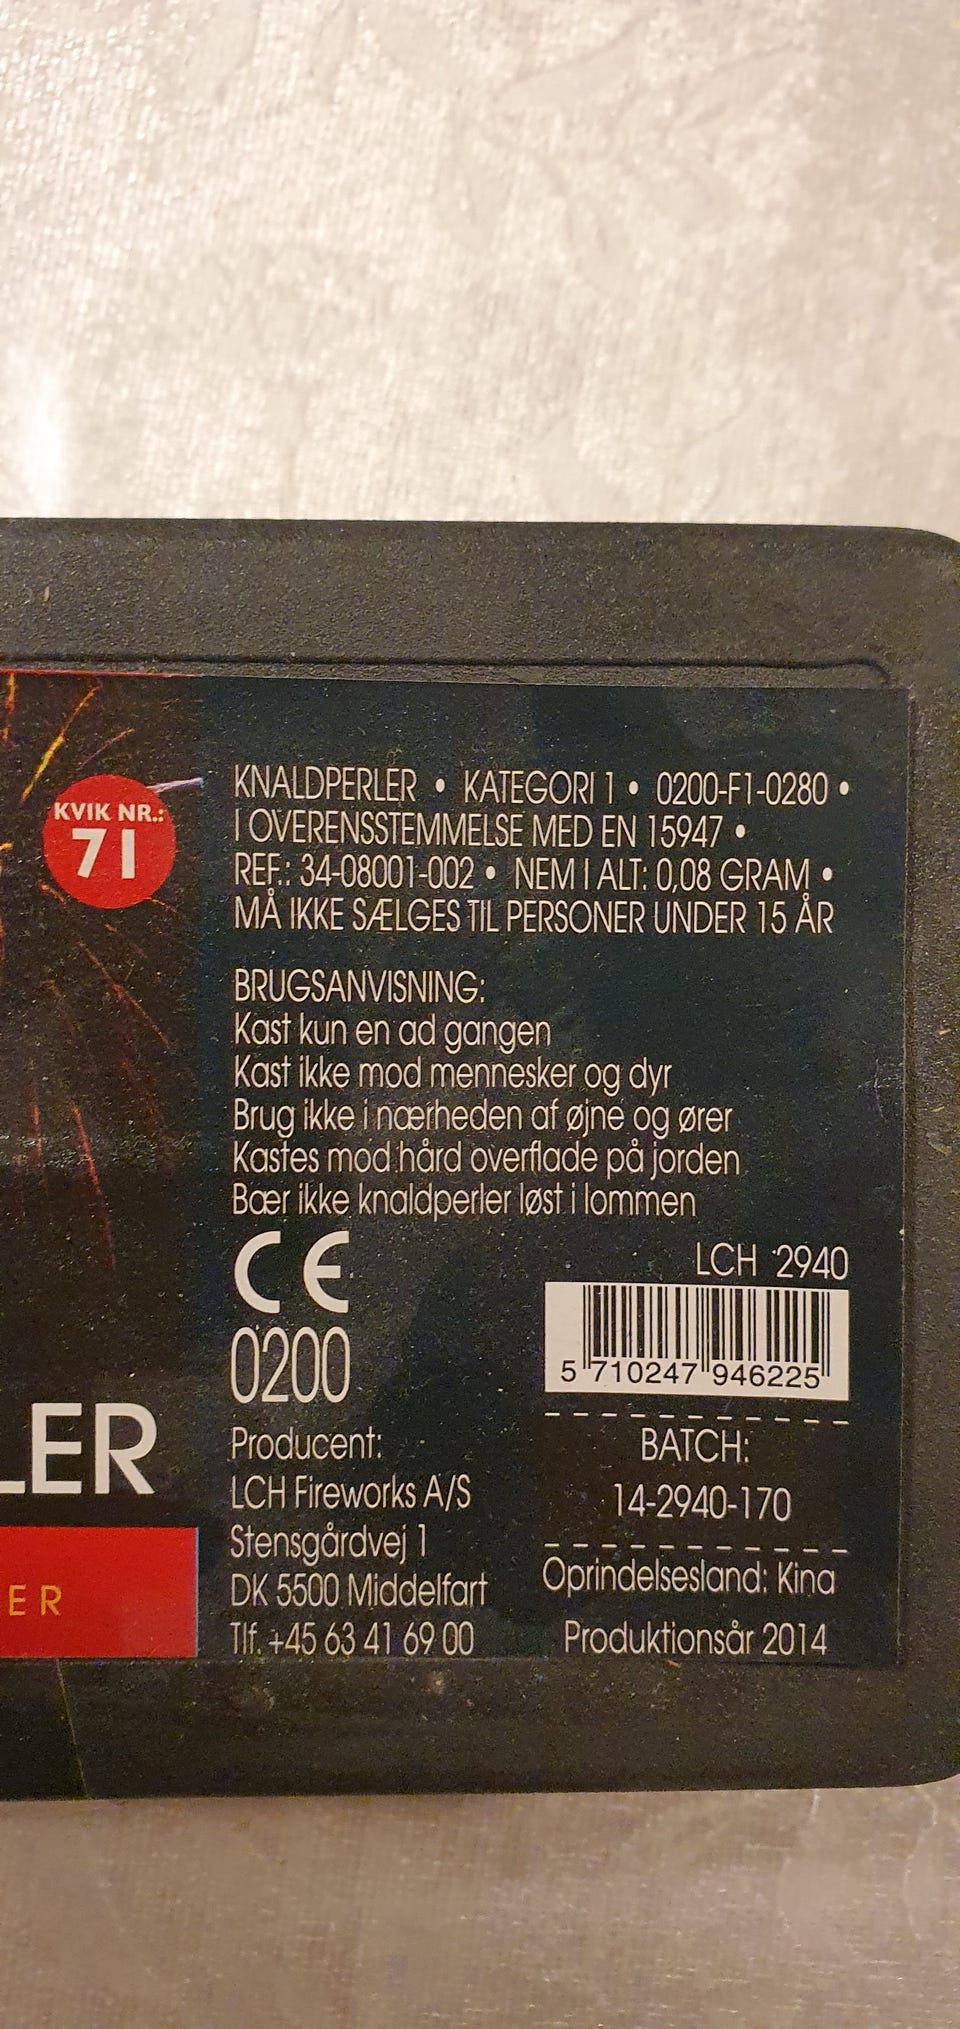 KVIK NR.:
71
KNALDPERLER • KATEGORI 1 • 0200-F1-0280 •
I OVERENSSTEMMELSE MED EN 15947 •
REF.: 34-08001-002 • NEM I ALT: 0,08 GRAM •
MÅ IKKE SÆLGES TIL PERSONER UNDER 15 ÅR
BRUGSANVISNING:
Kast kun en ad gangen
Kast ikke mod mennesker og dyr
Brug ikke i nærheden af øjne og ører
Kastes mod hård overflade på jorden
Bær ikke knaldperler løst i lommen
CE
0200
LCH 2940
5 710247 946225
LER
ER
Producent:
LCH Fireworks A/S
Stensgårdvej 1
DK 5500 Middelfart
Tlf. +45 63 41 69 00
BATCH:
14-2940-170
Oprindelsesland: Kina
Produktionsår 2014